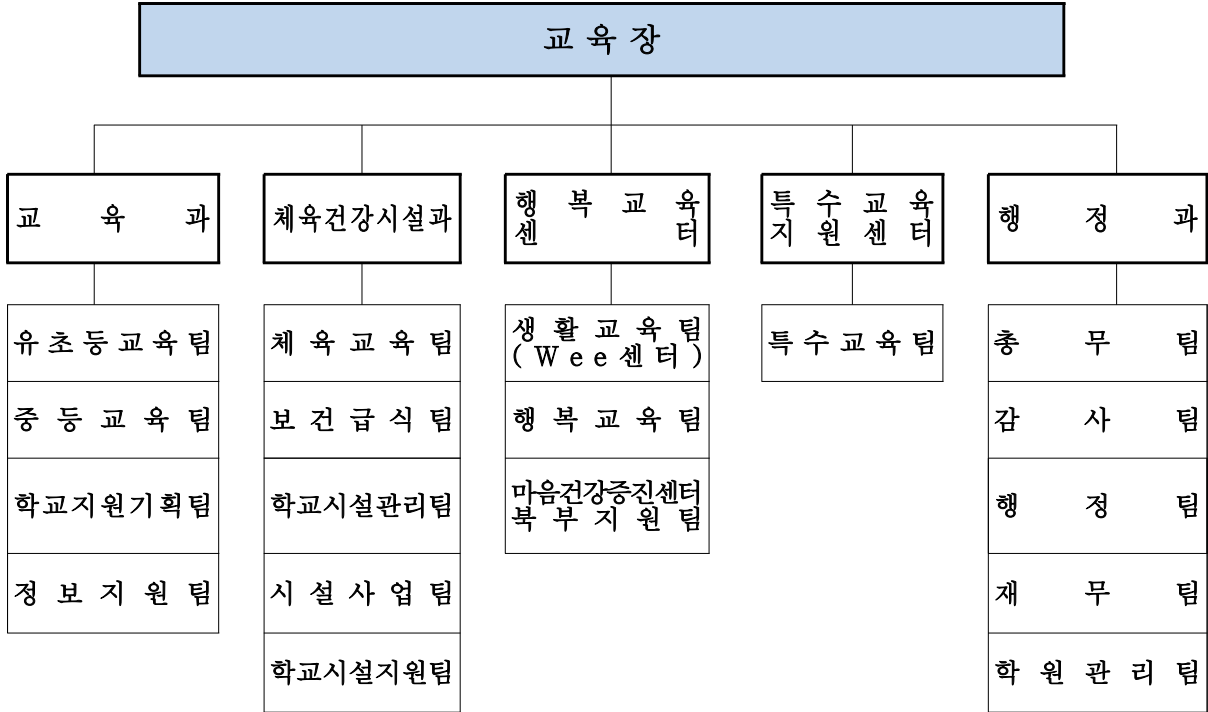 교육장
교육과
체육건강시설과
행복교육
센터
특수교육
지원센터
행정과
유초등교육팀
중등교육팀
학교지원기획팀
정보지원팀
체육교육팀
보건급식팀
학교시설관리팀
시설사업팀
학교시설지원팀
생활교육팀
(Wee센터)
행복교육팀
마음건강증진센터
북부지원팀
특수교육팀
총무팀
감사팀
행정팀
재무팀
학원관리팀